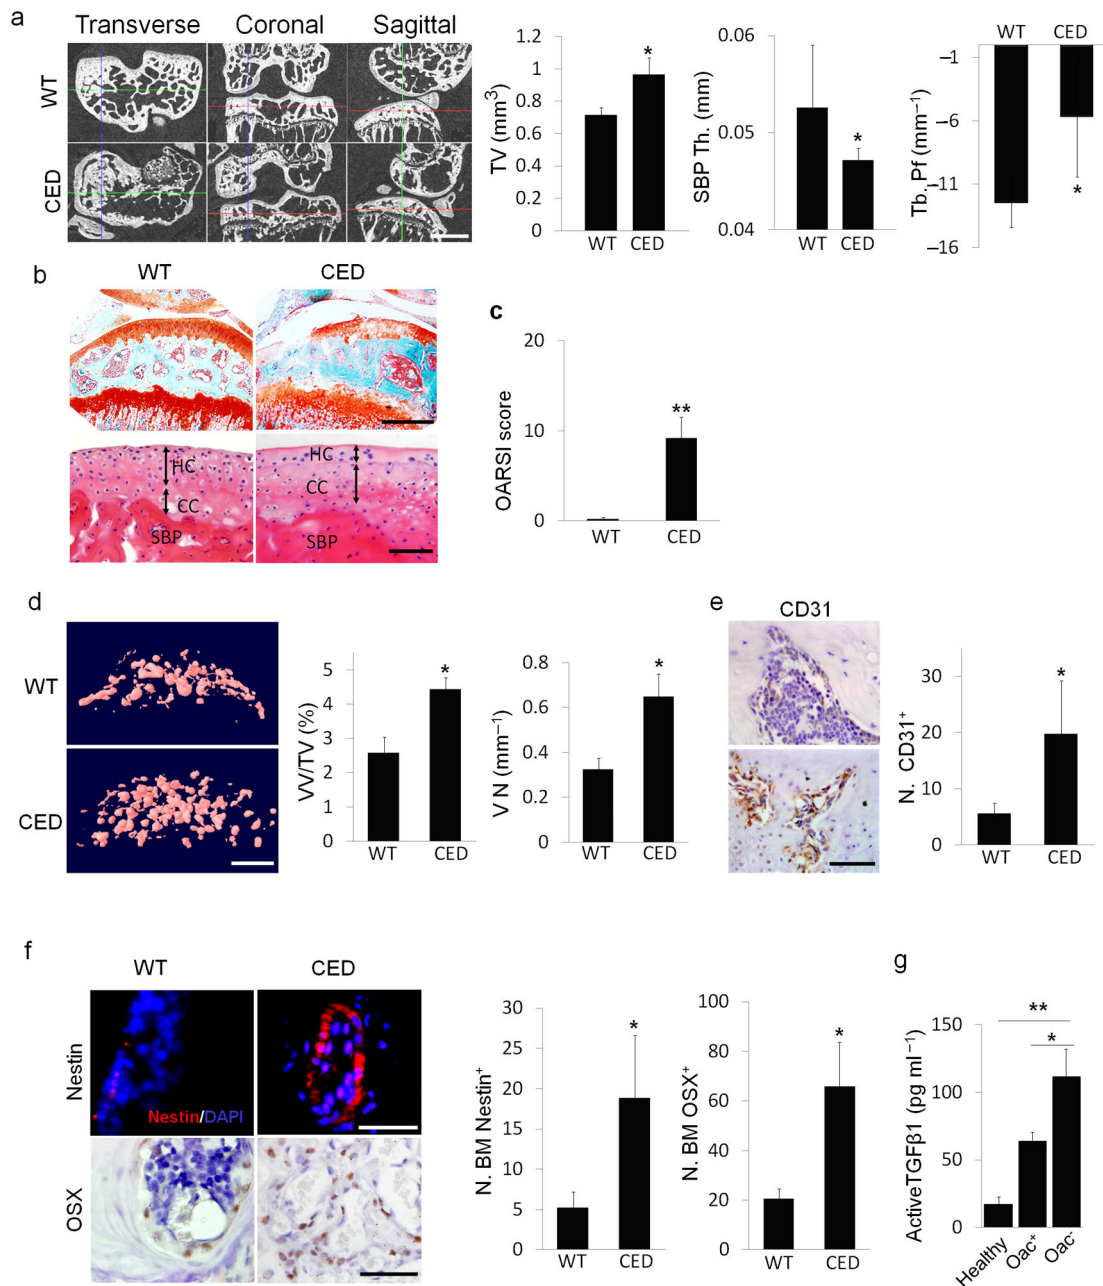 a
Transverse Coronal Sagittal
WT
CED
TV (mm³)
1.2
1
0.8
0.6
0.4
0.2
0
*
WT CED
SBP Th. (mm)
0.06
0.05
0.04
*
WT CED
Tb. Pf (mm⁻¹)
WT CED
–1
–6
–11
–16
*
b
WT CED
HC
CC
SBP
HC
CC
SBP
c
OARSI score
20
10
0
**
WT CED
d
WT
CED
VV/TV (%)
5
4
3
2
1
0
*
WT CED
V N (mm⁻¹)
0.8
0.6
0.4
0.2
0
*
WT CED
e
CD31
N. CD31⁺
30
20
10
0
*
WT CED
f
WT CED
Nestin
Nestin/DAPI
OSX
N. BM Nestin⁺
30
25
20
15
10
5
0
*
WT CED
N. BM OSX⁺
100
80
60
40
20
0
*
WT CED
g
ActiveTGFβ1 (pg ml⁻¹)
150
100
50
0
**
*
Healthy
Oac⁺
Oac⁻